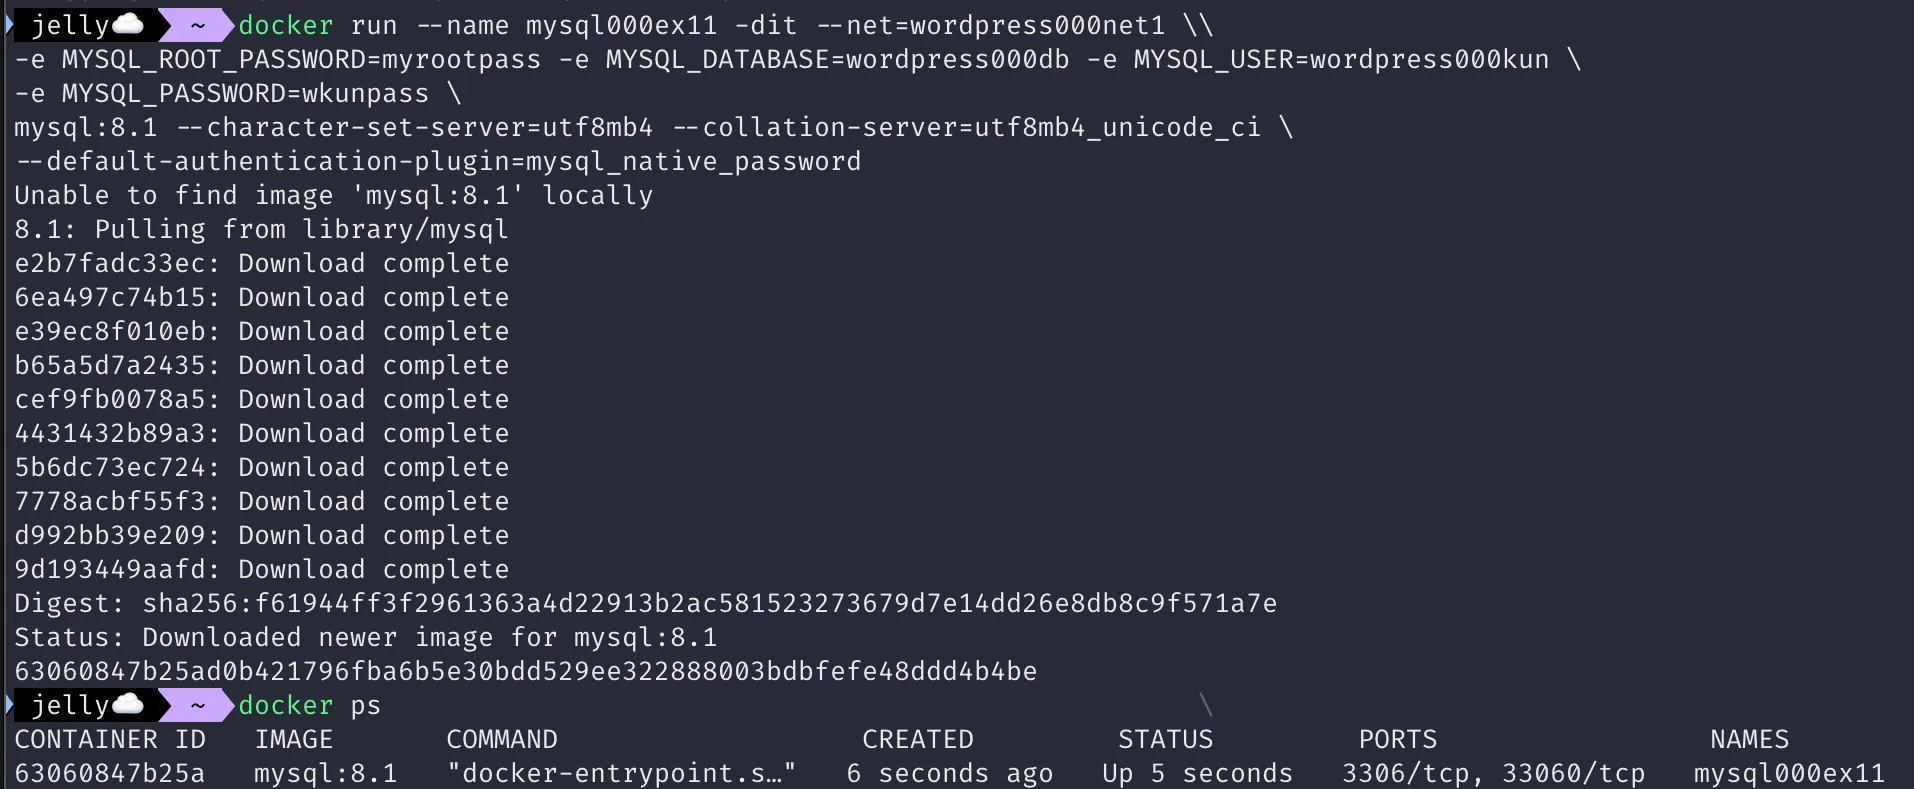 jelly☁️ ~ docker run --name mysql000ex11 -dit --net=wordpress000net1 \\
-e MYSQL_ROOT_PASSWORD=myrootpass -e MYSQL_DATABASE=wordpress000db -e MYSQL_USER=wordpress000kun \
-e MYSQL_PASSWORD=wkunpass \
mysql:8.1 --character-set-server=utf8mb4 --collation-server=utf8mb4_unicode_ci \
--default-authentication-plugin=mysql_native_password
Unable to find image 'mysql:8.1' locally
8.1: Pulling from library/mysql
e2b7fadc33ec: Download complete
6ea497c74b15: Download complete
e39ec8f010eb: Download complete
b65a5d7a2435: Download complete
cef9fb0078a5: Download complete
4431432b89a3: Download complete
5b6dc73ec724: Download complete
7778acbf55f3: Download complete
d992bb39e209: Download complete
9d193449aafd: Download complete
Digest: sha256:f61944ff3f2961363a4d22913b2ac581523273679d7e14dd26e8db8c9f571a7e
Status: Downloaded newer image for mysql:8.1
63060847b25ad0b421796fba6b5e30bdd529ee322888003bdbfefe48ddd4b4be
jelly☁️ ~ docker ps \
CONTAINER ID IMAGE COMMAND CREATED STATUS PORTS NAMES
63060847b25a mysql:8.1 "docker-entrypoint.s…" 6 seconds ago Up 5 seconds 3306/tcp, 33060/tcp mysql000ex11